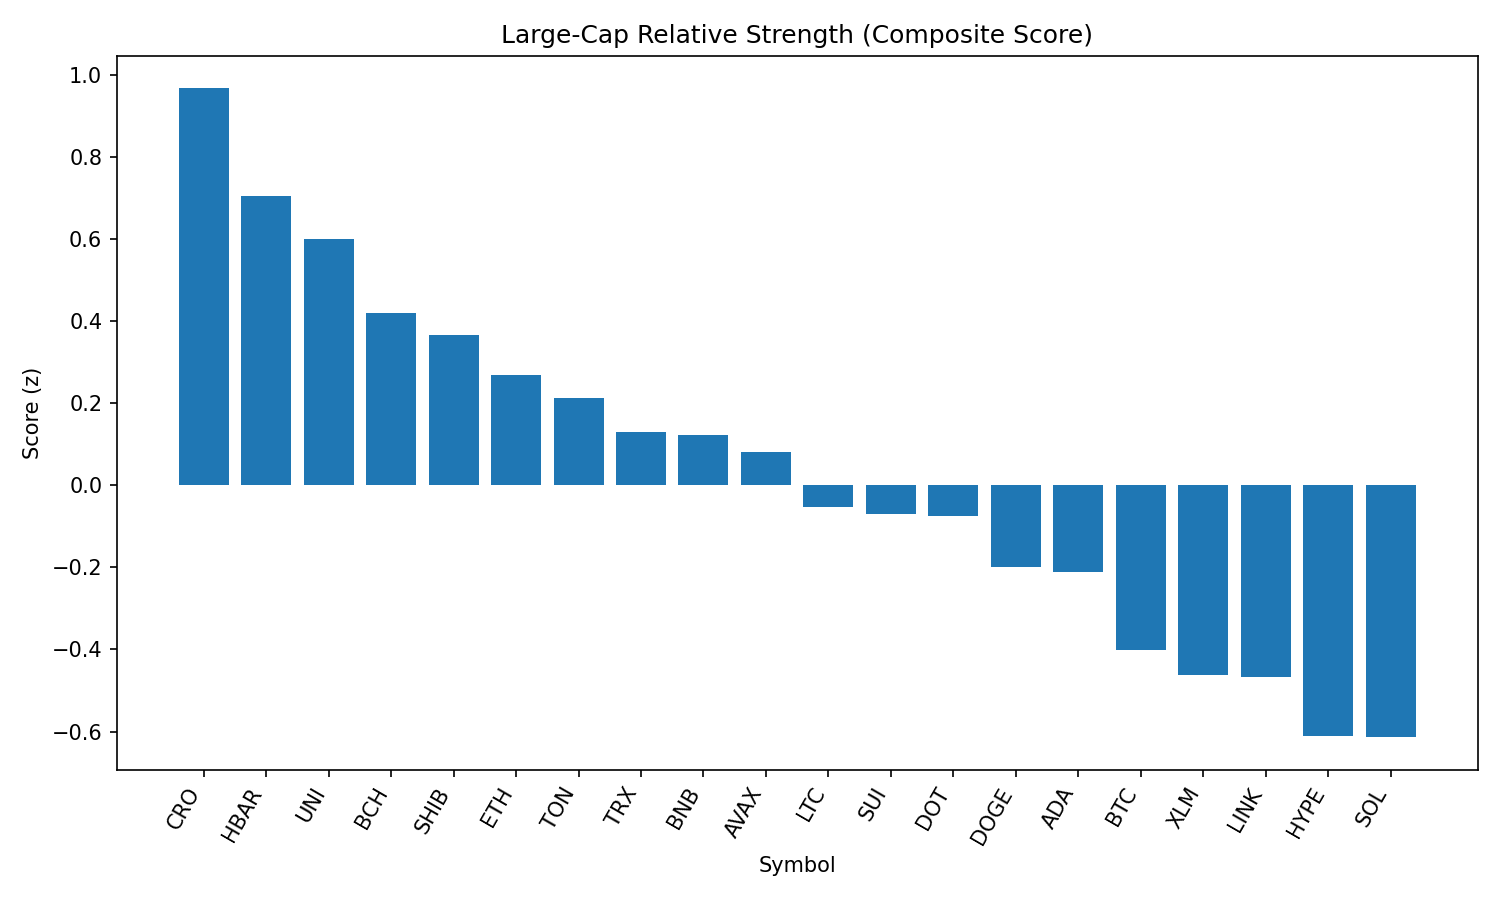 Large-Cap Relative Strength (Composite Score)
Score (z)
1.0
0.8
0.6
0.4
0.2
0.0
−0.2
−0.4
−0.6
CRO
HBAR
UNI
BCH
SHIB
ETH
TON
TRX
BNB
AVAX
LTC
SUI
DOT
DOGE
ADA
BTC
XLM
LINK
HYPE
SOL
Symbol